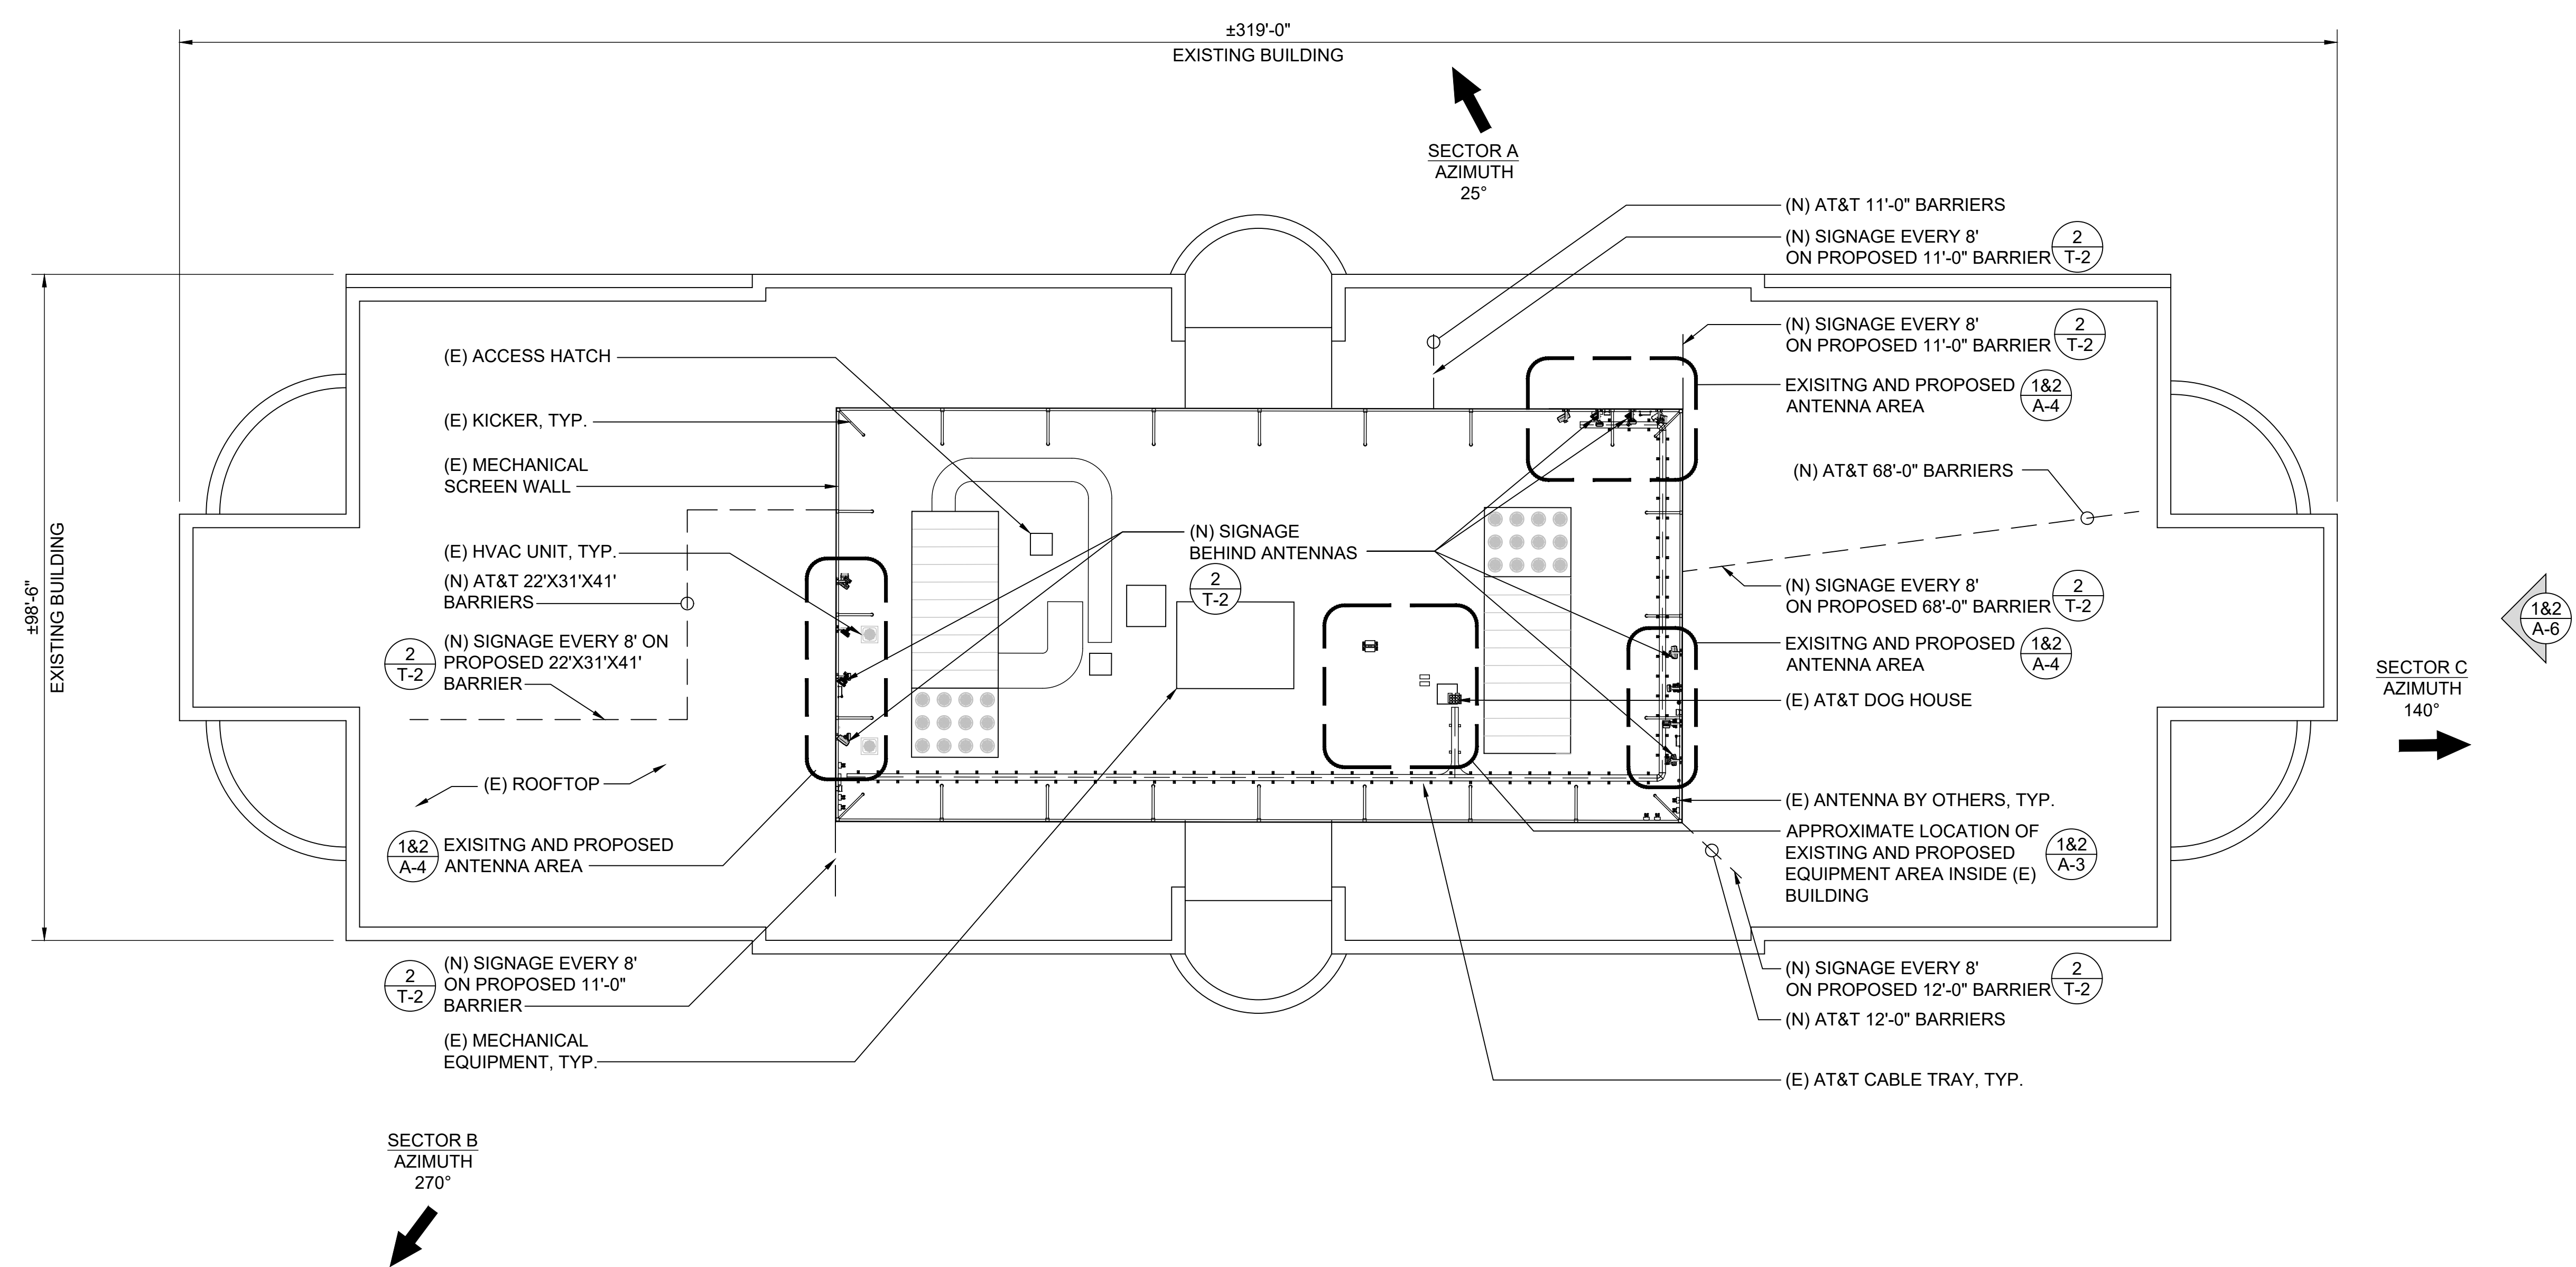 ±319'-0"
EXISTING BUILDING
SECTOR A
AZIMUTH
25°
(N) AT&T 11'-0" BARRIERS
(N) SIGNAGE EVERY 8'
ON PROPOSED 11'-0" BARRIER
2
T-2
(N) SIGNAGE EVERY 8'
ON PROPOSED 11'-0" BARRIER
2
T-2
EXISITNG AND PROPOSED
ANTENNA AREA
1&2
A-4
(N) AT&T 68'-0" BARRIERS
(N) SIGNAGE EVERY 8'
ON PROPOSED 68'-0" BARRIER
2
T-2
EXISITNG AND PROPOSED
ANTENNA AREA
1&2
A-4
(E) AT&T DOG HOUSE
(E) ANTENNA BY OTHERS, TYP.
APPROXIMATE LOCATION OF
EXISTING AND PROPOSED
EQUIPMENT AREA INSIDE (E)
BUILDING
1&2
A-3
(N) SIGNAGE EVERY 8'
ON PROPOSED 12'-0" BARRIER
2
T-2
(N) AT&T 12'-0" BARRIERS
(E) AT&T CABLE TRAY, TYP.
1&2
A-6
SECTOR C
AZIMUTH
140°
(N) SIGNAGE
BEHIND ANTENNAS
2
T-2
±98'-6"
EXISTING BUILDING
(E) ACCESS HATCH
(E) KICKER, TYP.
(E) MECHANICAL
SCREEN WALL
(E) HVAC UNIT, TYP.
(N) AT&T 22'X31'X41'
BARRIERS
2
T-2
(N) SIGNAGE EVERY 8' ON
PROPOSED 22'X31'X41'
BARRIER
(E) ROOFTOP
1&2
A-4
EXISITNG AND PROPOSED
ANTENNA AREA
2
T-2
(N) SIGNAGE EVERY 8'
ON PROPOSED 11'-0"
BARRIER
(E) MECHANICAL
EQUIPMENT, TYP.
SECTOR B
AZIMUTH
270°